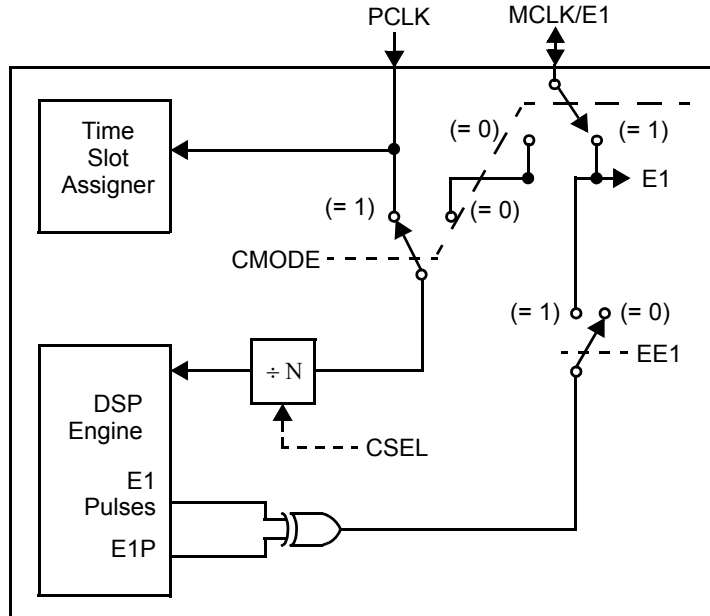 PCLK
MCLK/E1
Time
Slot
Assigner
(= 0)
(= 1)
E1
(= 1)
(= 0)
CMODE
(= 1)
(= 0)
EE1
÷ N
DSP
Engine
CSEL
E1
Pulses
E1P